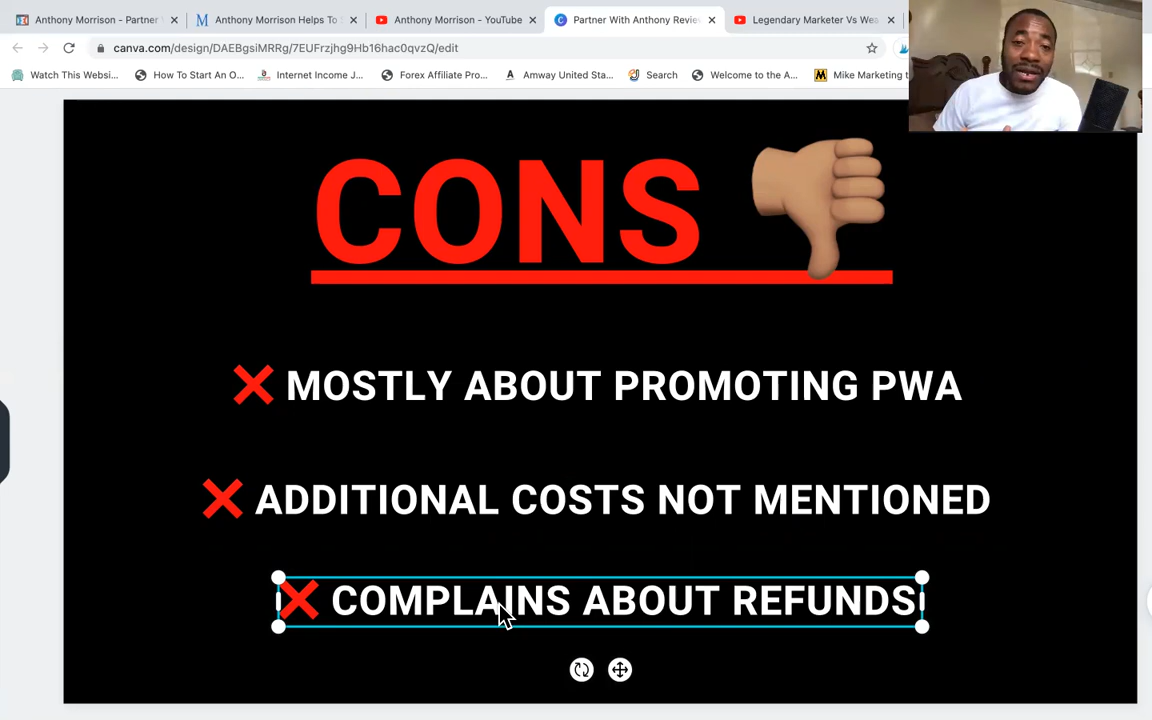 Anthony Morrison - Partner
Anthony Morrison Helps To
Anthony Morrison - YouTube
Partner With Anthony Revie
Legendary Marketer Vs Wea
canva.com/design/DAEBgsiMRRg/7EUFrzjhg9Hb16hac0qvzQ/edit
Watch This Websi...
How To Start An O...
Internet Income J...
Forex Affiliate Pro...
Amway United Sta...
Search
Welcome to the A...
Mike Marketing t
CONS
❌ MOSTLY ABOUT PROMOTING PWA
❌ ADDITIONAL COSTS NOT MENTIONED
❌ COMPLAINS ABOUT REFUNDS